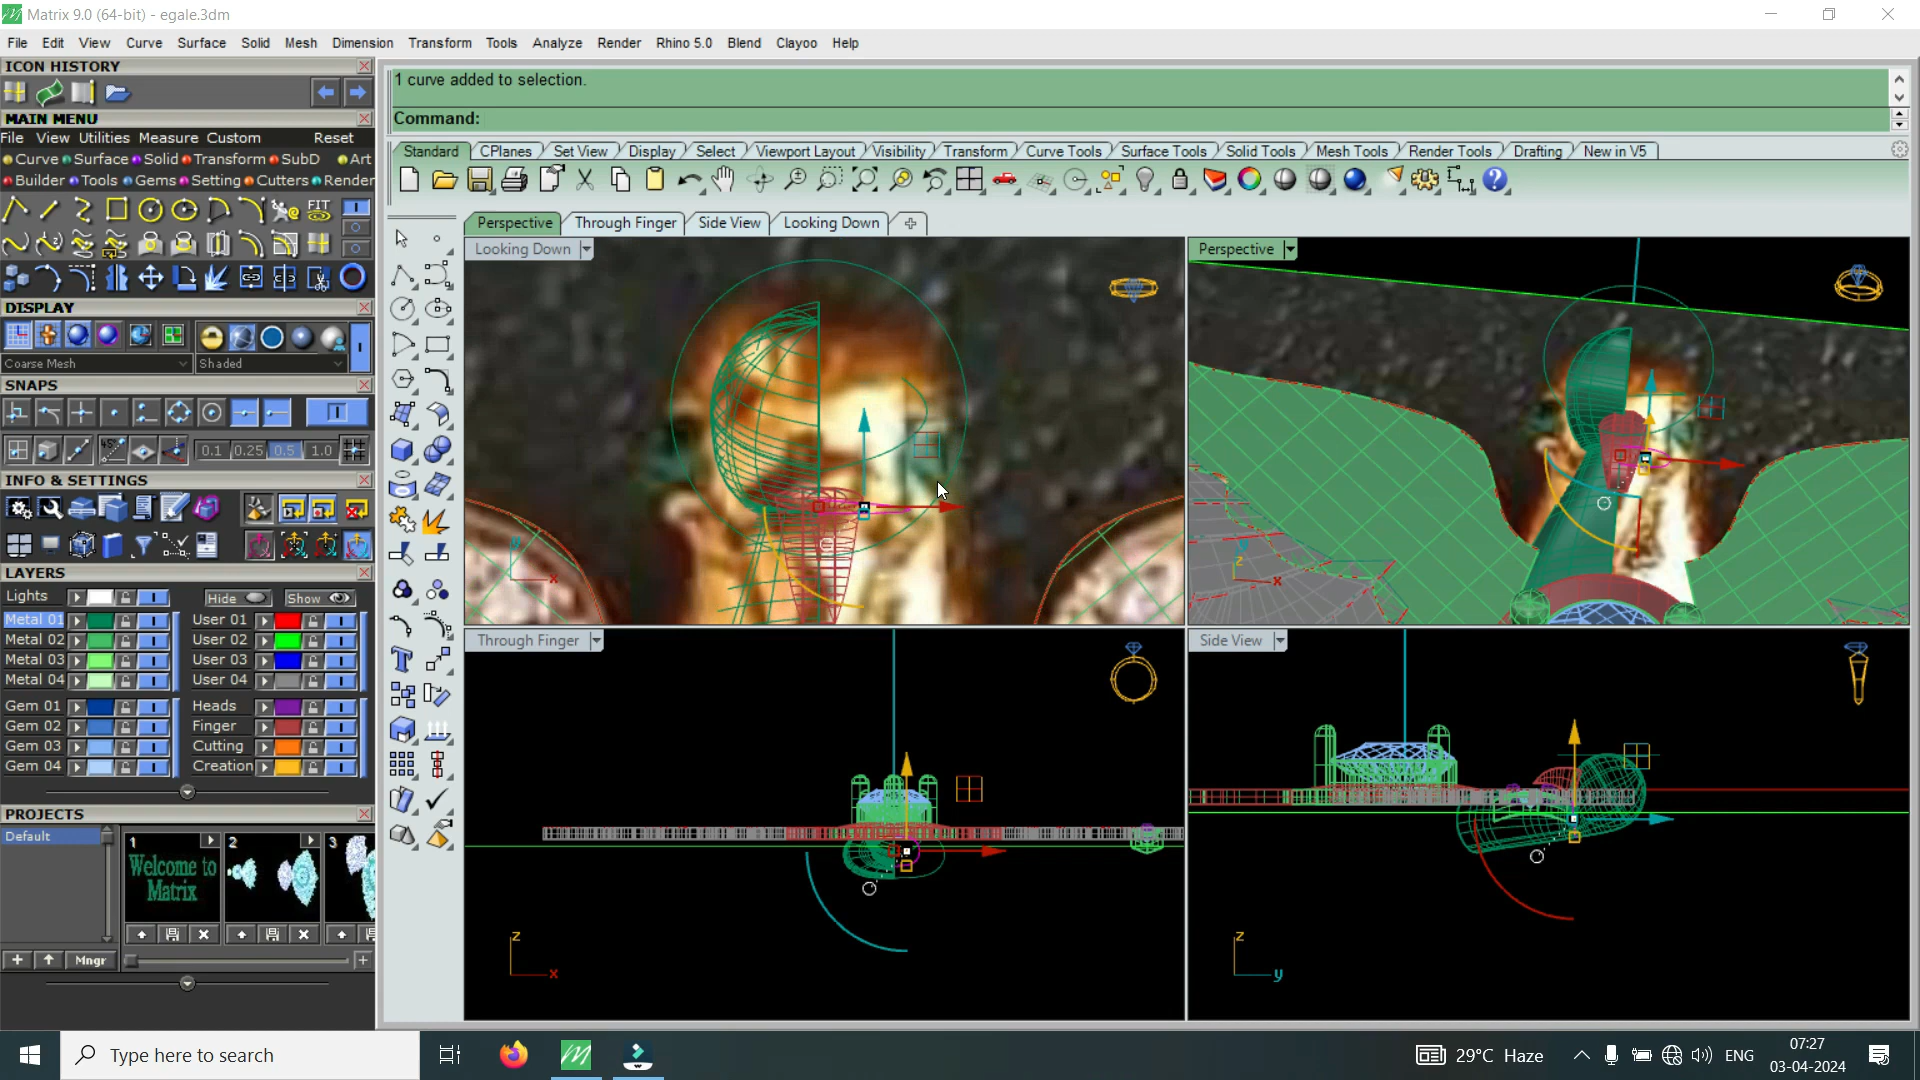 Matrix 9.0 (64-bit) - egale.3dm
File Edit View Curve Surface Solid Mesh Dimension Transform Tools Analyze Render Rhino 5.0 Blend Clayoo Help
ICON HISTORY
1 curve added to selection.
Command:
MAIN MENU
File View Utilities Measure Custom Reset
Curve Surface Solid Transform SubD Art
Builder Tools Gems Setting Cutters Render
Standard CPlanes Set View Display Select Viewport Layout Visibility Transform Curve Tools Surface Tools Solid Tools Mesh Tools Render Tools Drafting New in V5
FIT
Perspective Through Finger Side View Looking Down
Looking Down
Perspective
DISPLAY
Coarse Mesh Shaded
SNAPS
0.1 0.25 0.5 1.0
INFO & SETTINGS
LAYERS
Lights Hide Show
Metal 01 User 01
Metal 02 User 02
Metal 03 User 03
Metal 04 User 04
Gem 01 Heads
Gem 02 Finger
Gem 03 Cutting
Gem 04 Creation
Through Finger
Side View
PROJECTS
Default
1 2 3
Welcome to
Matrix
Mngr
z x
z y
Type here to search
29°C Haze
ENG
07:27
03-04-2024